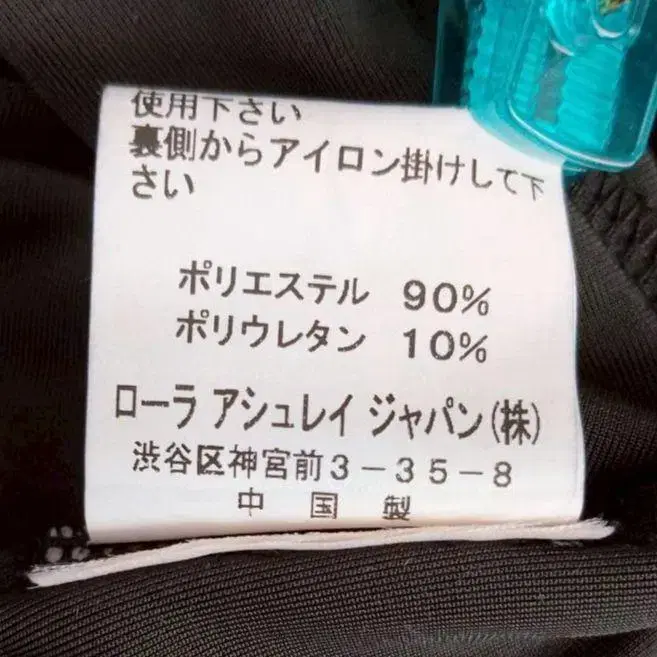 使用下さい
裏側からアイロン掛けして下
さい
ポリエステル 90%
ポリウレタン 10%
ローラ アシュレイ ジャパン(株)
渋谷区神宮前3-35-8
中国製